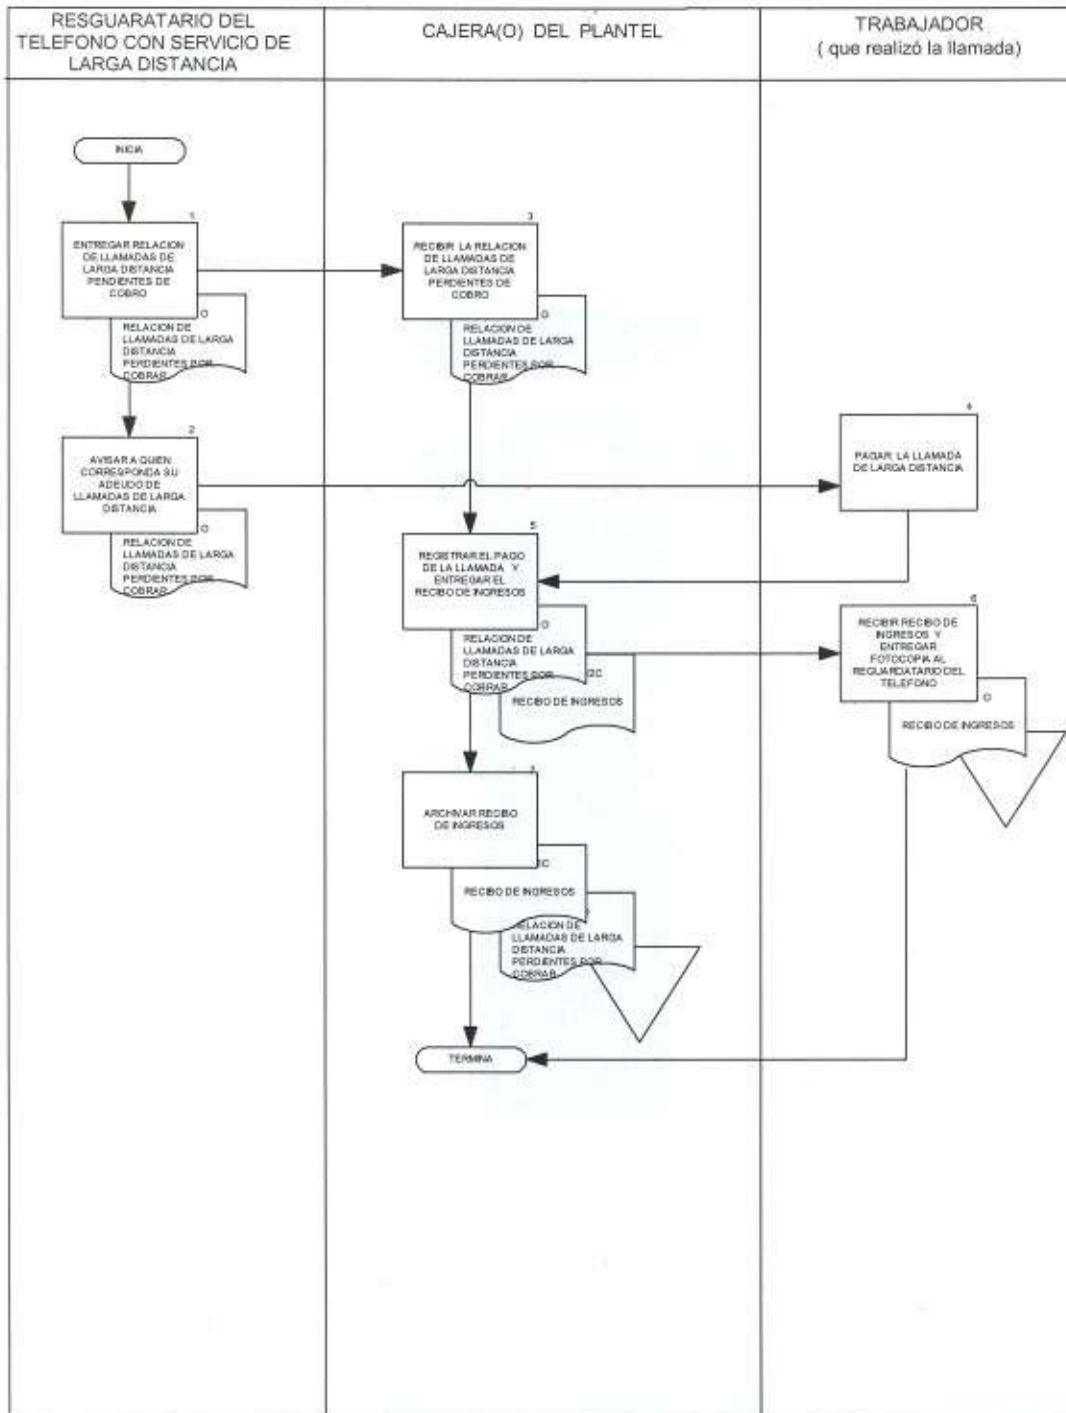 RESGUARATARIO DEL
TELEFONO CON SERVICIO DE
LARGA DISTANCIA
CAJERA(O) DEL PLANTEL
TRABAJADOR
( que realizó la llamada)
INICIA
1
ENTREGAR RELACION
DE LLAMADAS DE
LARGA DISTANCIA
PENDIENTES DE
COBRO
O
RELACION DE
LLAMADAS DE LARGA
DISTANCIA
PERDIENTES POR
COBRAR
3
RECIBIR LA RELACION
DE LLAMADAS DE
LARGA DISTANCIA
PERDIENTES DE
COBRO
O
RELACION DE
LLAMADAS DE LARGA
DISTANCIA
PERDIENTES POR
COBRAR
2
AVISAR A QUIEN
CORRESPONDA SU
ADEUDO DE
LLAMADAS DE LARGA
DISTANCIA
O
RELACION DE
LLAMADAS DE LARGA
DISTANCIA
PERDIENTES POR
COBRAR
4
PAGAR LA LLAMADA
DE LARGA DISTANCIA
5
REGISTRAR EL PAGO
DE LA LLAMADA Y
ENTREGAR EL
RECIBO DE INGRESOS
O
RELACION DE
LLAMADAS DE LARGA
DISTANCIA
PERDIENTES POR
COBRAR
2C
RECIBO DE INGRESOS
6
RECIBIR RECIBO DE
INGRESOS Y
ENTREGAR
FOTOCOPIA AL
REGUARDATARIO DEL
TELEFONO
O
RECIBO DE INGRESOS
7
ARCHIVAR RECIBO
DE INGRESOS
2C
RECIBO DE INGRESOS
RELACION DE
LLAMADAS DE LARGA
DISTANCIA
PERDIENTES POR
COBRAR
TERMINA